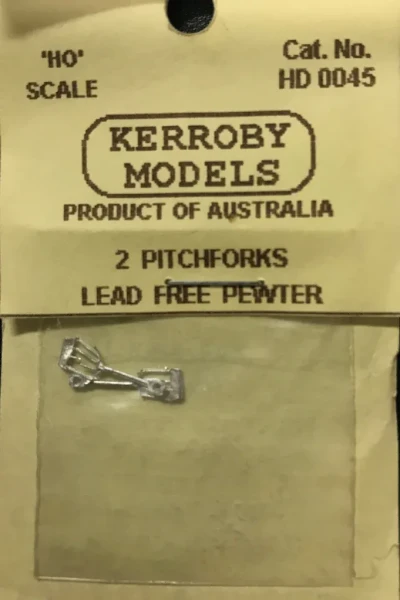 'HO'
SCALE
Cat. No.
HD 0045
KERROBY
MODELS
PRODUCT OF AUSTRALIA
2 PITCHFORKS
LEAD FREE PEWTER